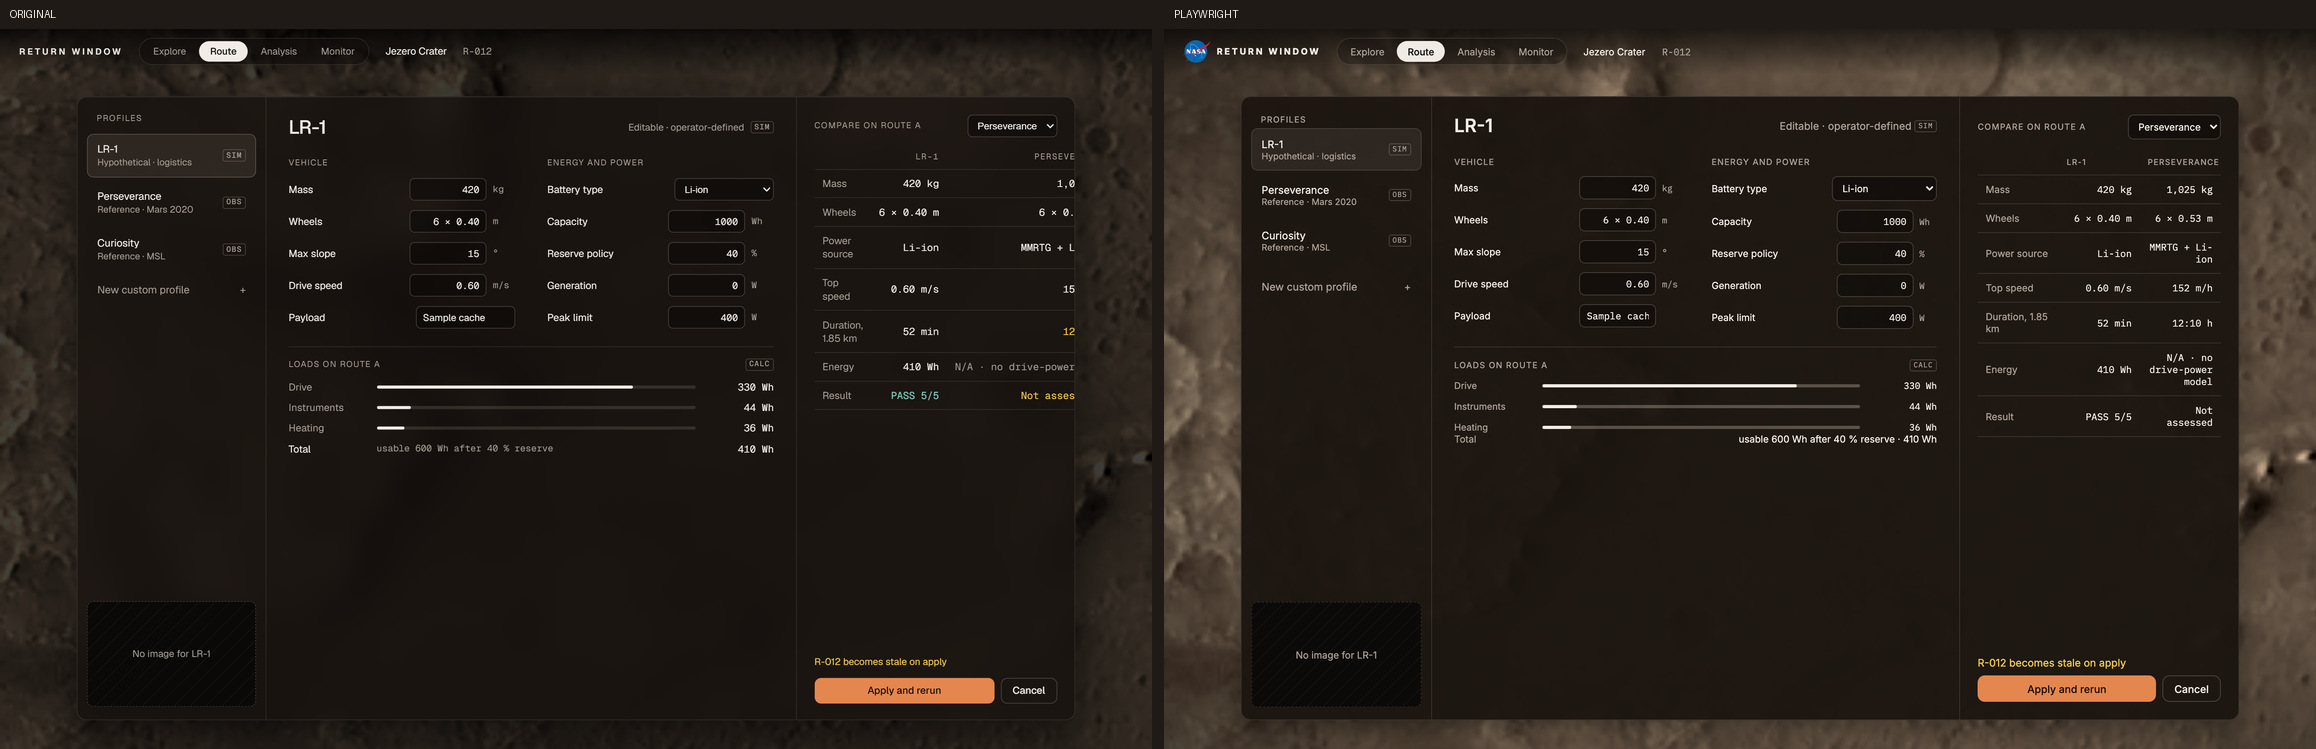 ORIGINAL
RETURN WINDOW Explore Route Analysis Monitor Jezero Crater R-012
PROFILES
LR-1
Hypothetical · logistics
SIM
Perseverance
Reference · Mars 2020
OBS
Curiosity
Reference · MSL
OBS
New custom profile +
No image for LR-1
LR-1
Editable · operator-defined SIM
VEHICLE
Mass 420 kg
Wheels 6 × 0.40 m
Max slope 15 °
Drive speed 0.60 m/s
Payload Sample cache
ENERGY AND POWER
Battery type Li-ion
Capacity 1000 Wh
Reserve policy 40 %
Generation 0 W
Peak limit 400 W
LOADS ON ROUTE A CALC
Drive 330 Wh
Instruments 44 Wh
Heating 36 Wh
Total usable 600 Wh after 40 % reserve 410 Wh
COMPARE ON ROUTE A Perseverance
LR-1 PERSEVE
Mass 420 kg 1,0
Wheels 6 × 0.40 m 6 × 0.
Power source Li-ion MMRTG + L
Top speed 0.60 m/s 15
Duration, 1.85 km 52 min 12
Energy 410 Wh N/A · no drive-power
Result PASS 5/5 Not asses
R-012 becomes stale on apply
Apply and rerun Cancel
PLAYWRIGHT
NASA RETURN WINDOW Explore Route Analysis Monitor Jezero Crater R-012
PROFILES
LR-1
Hypothetical · logistics
SIM
Perseverance
Reference · Mars 2020
OBS
Curiosity
Reference · MSL
OBS
New custom profile +
No image for LR-1
LR-1
Editable · operator-defined SIM
VEHICLE
Mass 420 kg
Wheels 6 × 0.40 m
Max slope 15 °
Drive speed 0.60 m/s
Payload Sample cach
ENERGY AND POWER
Battery type Li-ion
Capacity 1000 Wh
Reserve policy 40 %
Generation 0 W
Peak limit 400 W
LOADS ON ROUTE A CALC
Drive 330 Wh
Instruments 44 Wh
Heating 36 Wh
Total usable 600 Wh after 40 % reserve · 410 Wh
COMPARE ON ROUTE A Perseverance
LR-1 PERSEVERANCE
Mass 420 kg 1,025 kg
Wheels 6 × 0.40 m 6 × 0.53 m
Power source Li-ion MMRTG + Li-ion
Top speed 0.60 m/s 152 m/h
Duration, 1.85 km 52 min 12:10 h
Energy 410 Wh N/A · no drive-power model
Result PASS 5/5 Not assessed
R-012 becomes stale on apply
Apply and rerun Cancel